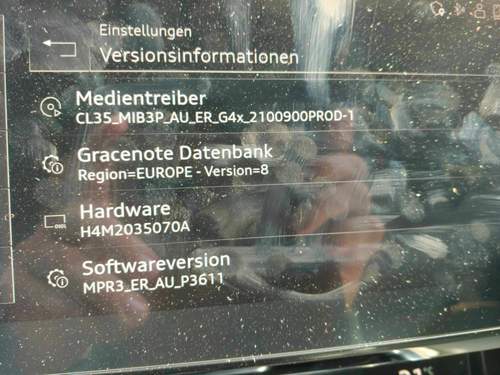 Einstellungen
Versionsinformationen
Medientreiber
CL35_MIB3P_AU_ER_G4x_2100900PROD-1
Gracenote Datenbank
Region=EUROPE - Version=8
Hardware
H4M2035070A
Softwareversion
MPR3_ER_AU_P3611